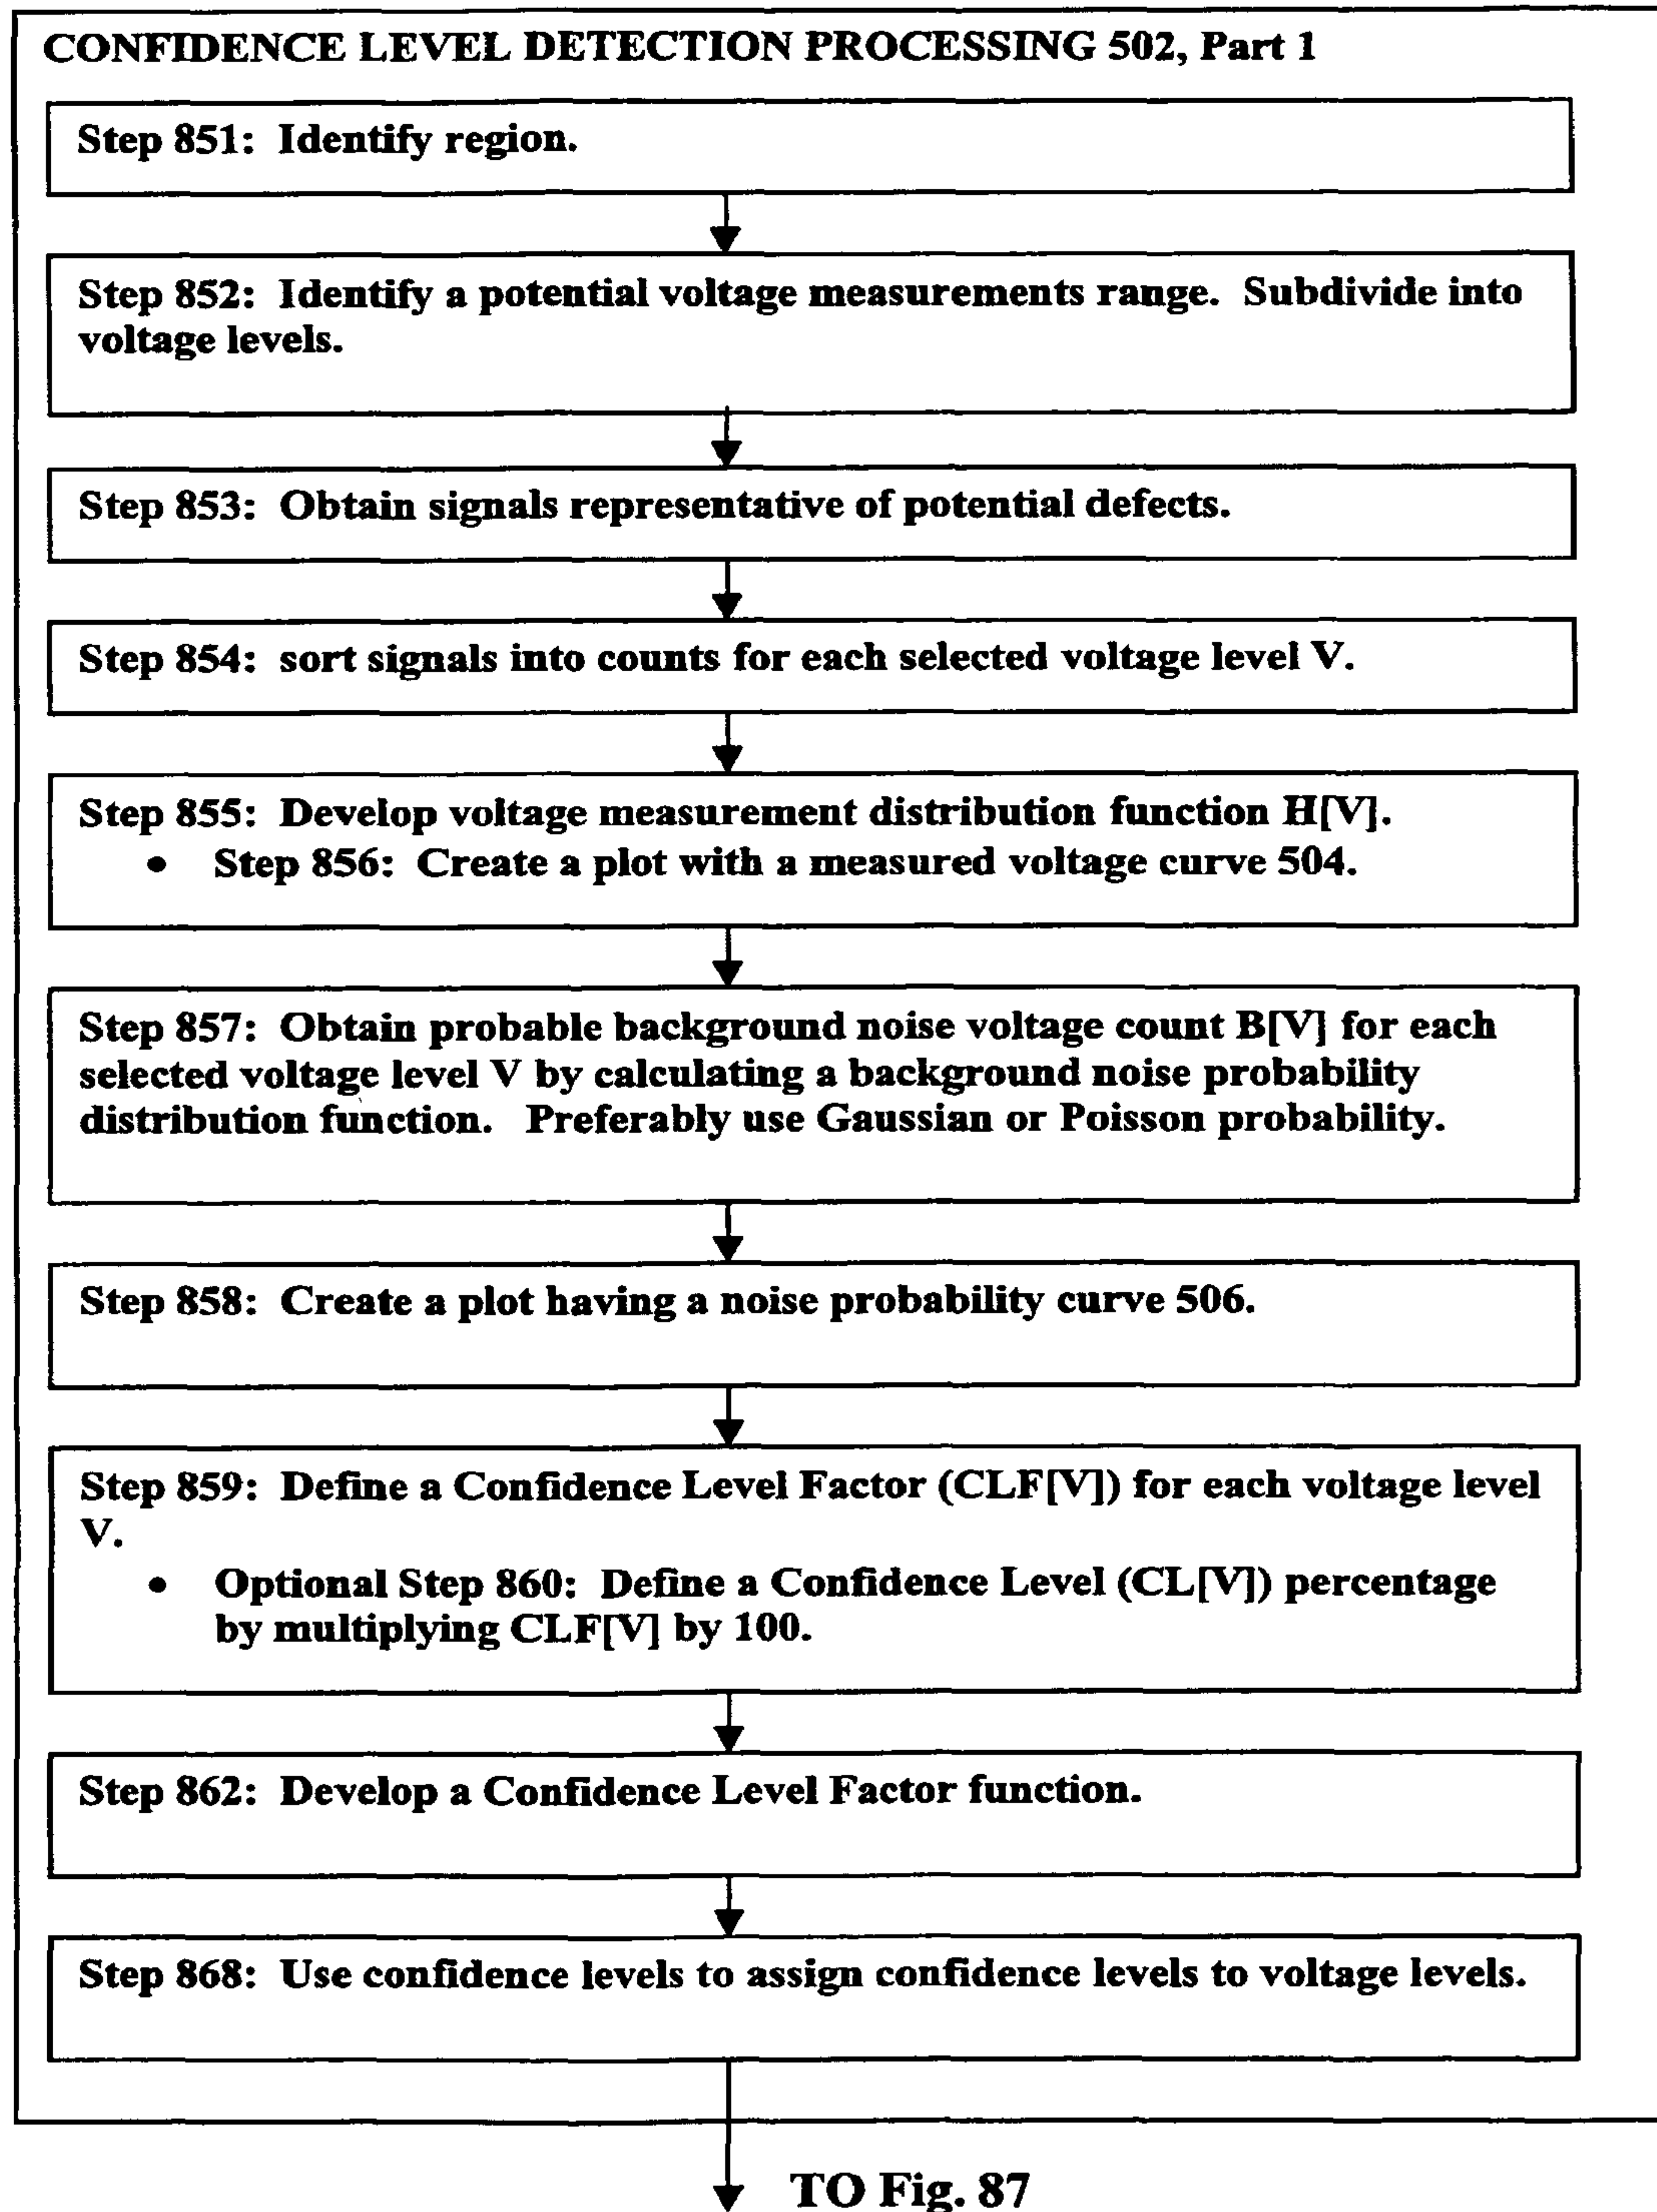 CONFIDENCE LEVEL DETECTION PROCESSING 502, Part 1
Step 851: Identify region.
Step 852: Identify a potential voltage measurements range. Subdivide into
voltage levels.
Step 853: Obtain signals representative of potential defects.
Step 854: sort signals into counts for each selected voltage level V.
Step 855: Develop voltage measurement distribution function H[V].
• Step 856: Create a plot with a measured voltage curve 504.
Step 857: Obtain probable background noise voltage count B[V] for each
selected voltage level V by calculating a background noise probability
distribution function. Preferably use Gaussian or Poisson probability.
Step 858: Create a plot having a noise probability curve 506.
Step 859: Define a Confidence Level Factor (CLF[V]) for each voltage level
V.
• Optional Step 860: Define a Confidence Level (CL[V]) percentage
by multiplying CLF[V] by 100.
Step 862: Develop a Confidence Level Factor function.
Step 868: Use confidence levels to assign confidence levels to voltage levels.
TO Fig. 87